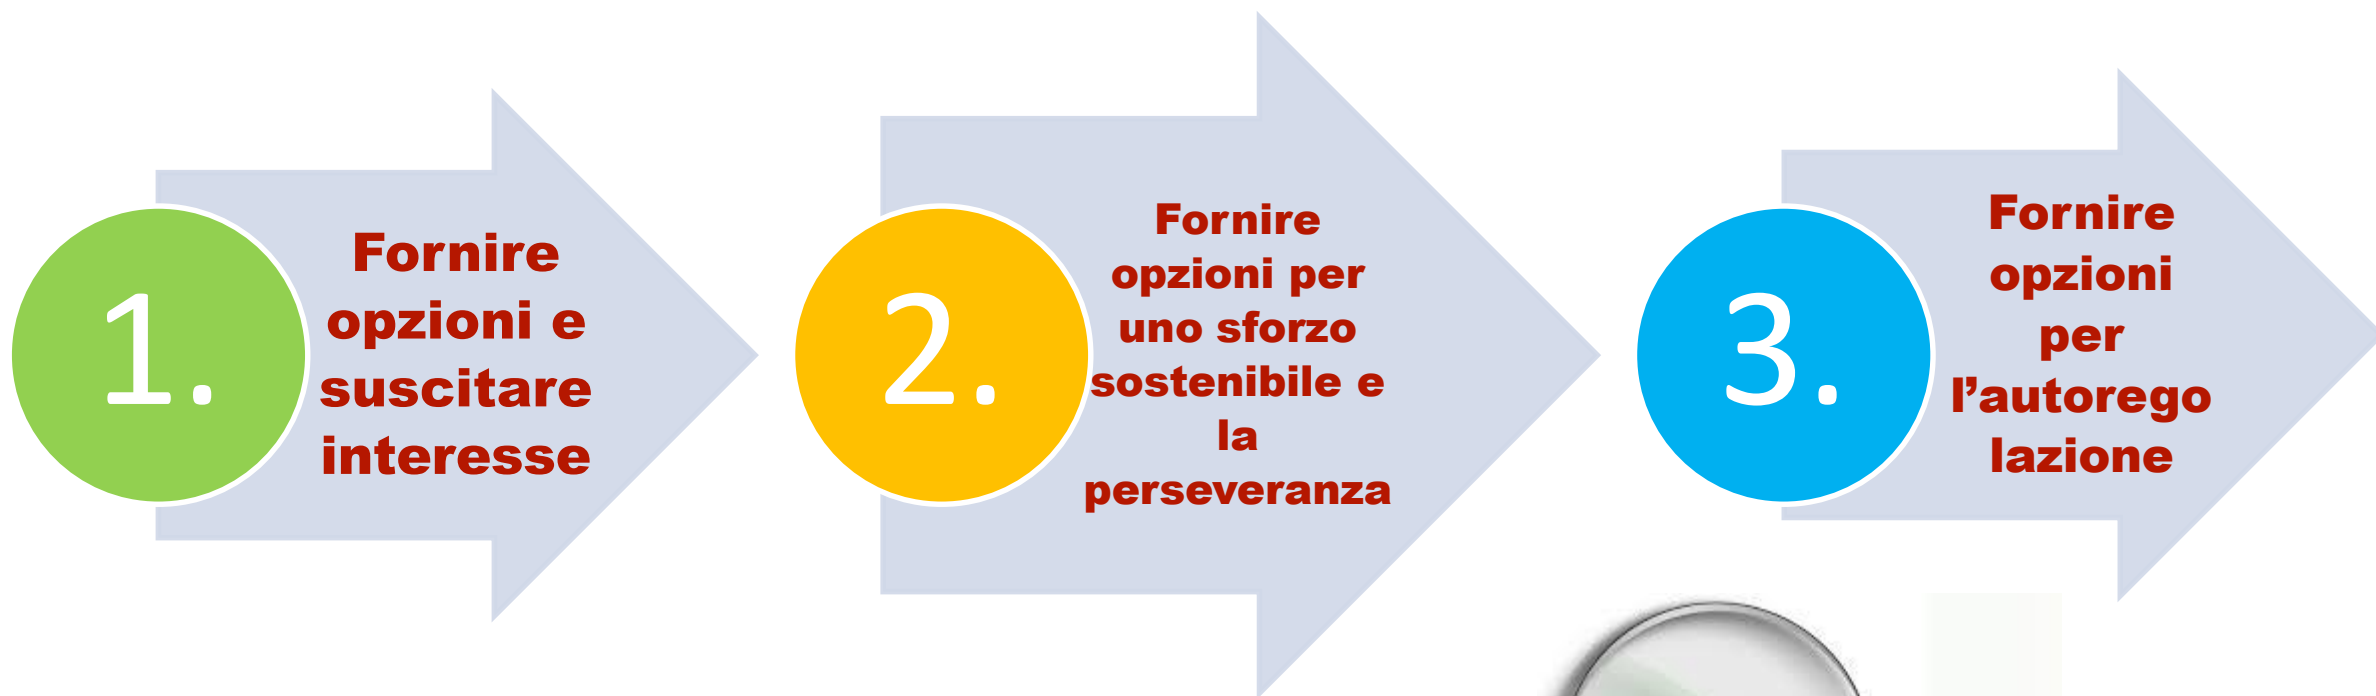 1.
Fornire
opzioni e
suscitare
interesse
2.
Fornire
opzioni per
uno sforzo
sostenibile e
la
perseveranza
3.
Fornire
opzioni
per
l’autorego
lazione